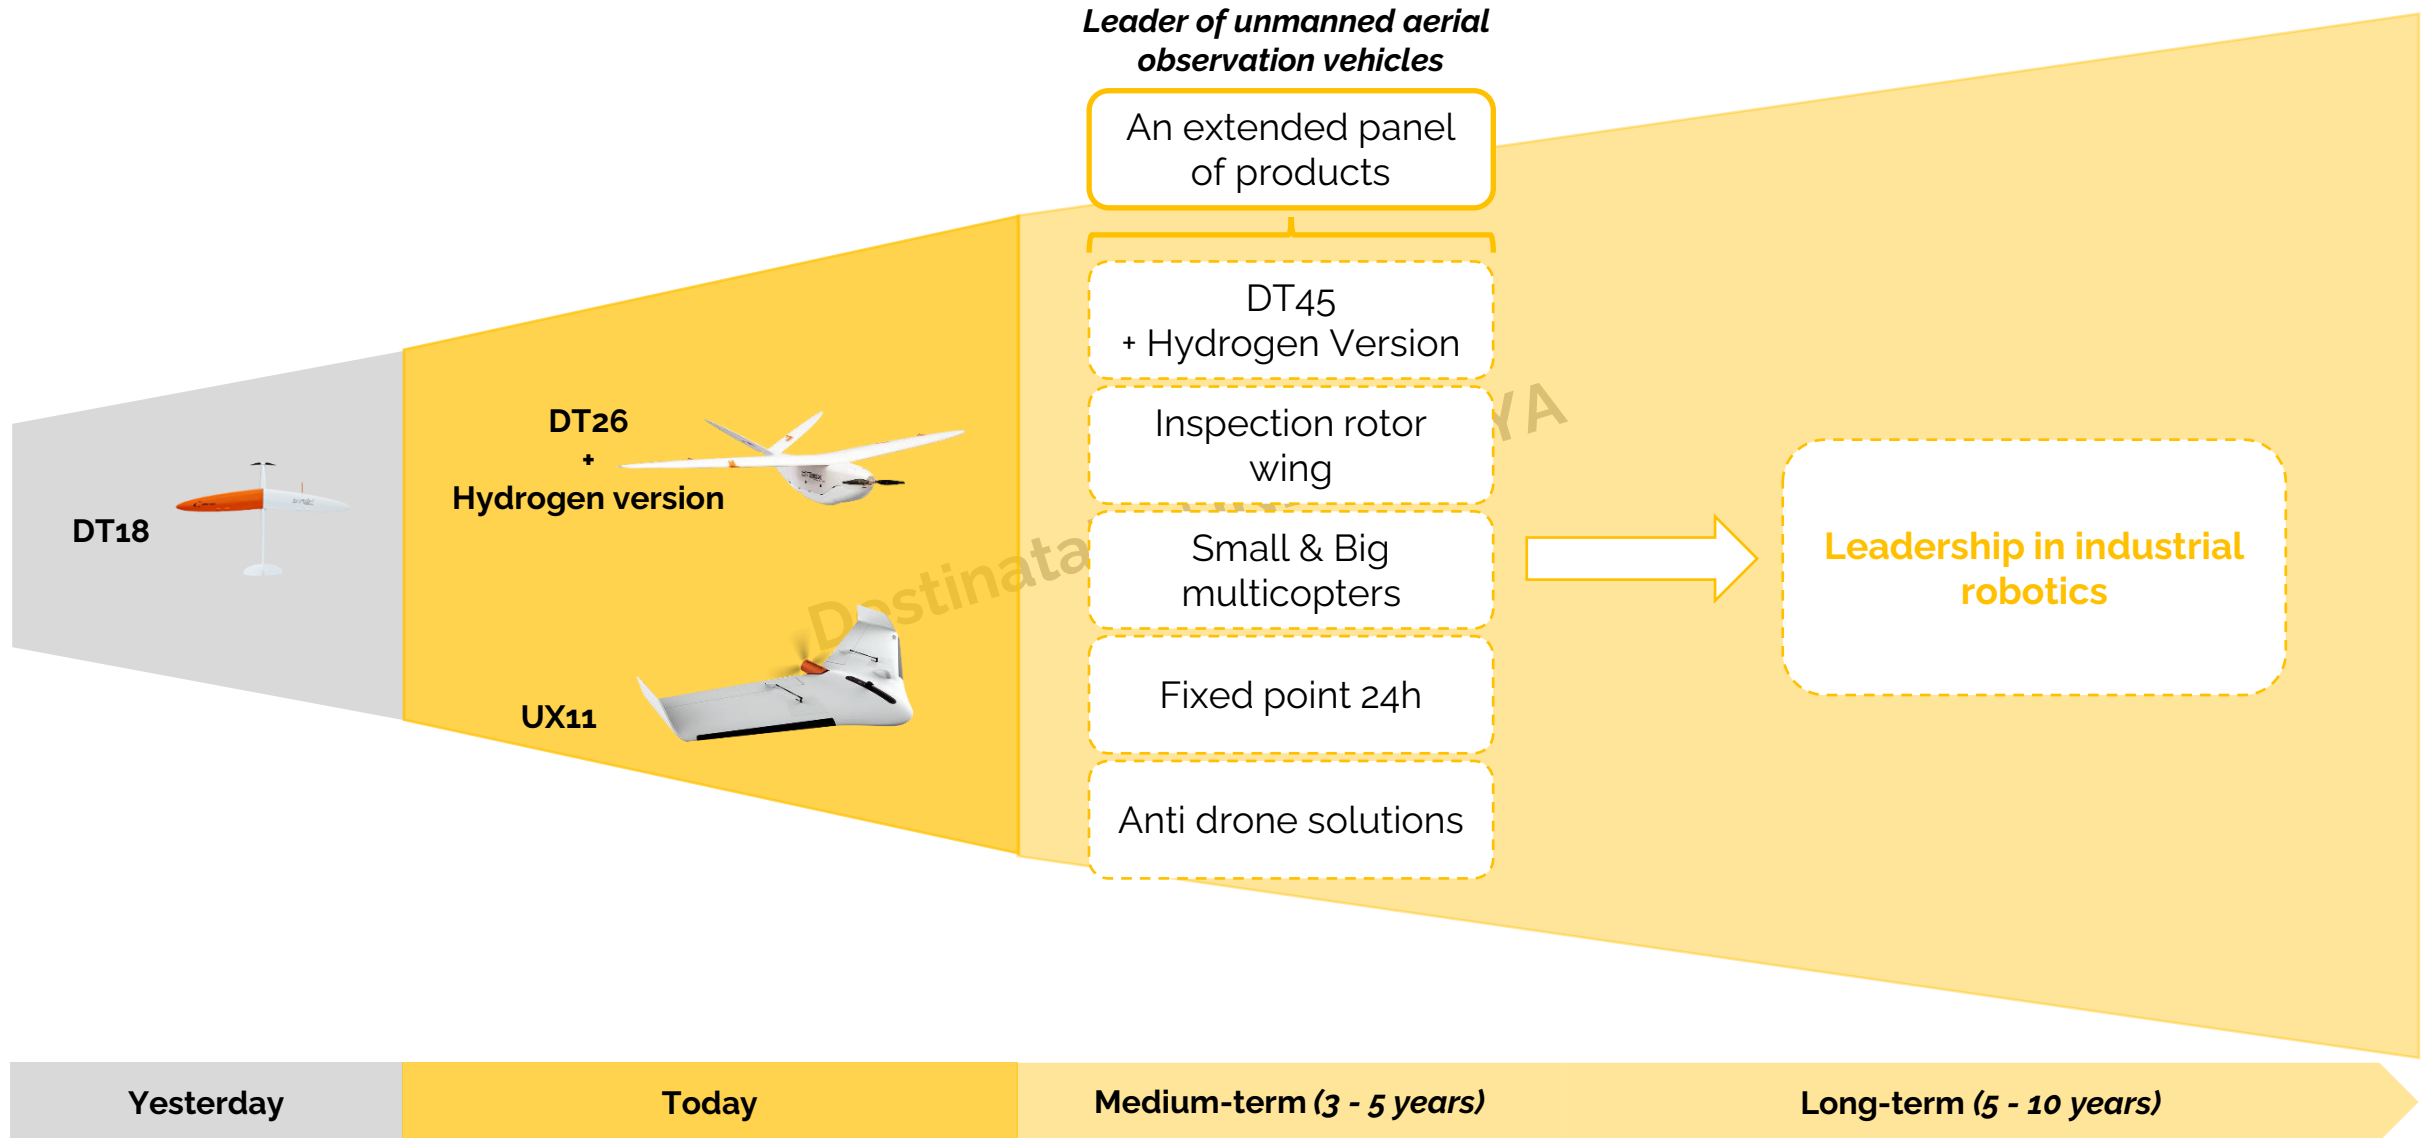 Leader of unmanned aerial
observation vehicles
An extended panel
of products
DT45
+ Hydrogen Version
Inspection rotor
wing
Small & Big
multicopters
Fixed point 24h
Anti drone solutions
DT18
DT26
+
Hydrogen version
UX11
Leadership in industrial
robotics
Yesterday
Today
Medium-term (3 - 5 years)
Long-term (5 - 10 years)